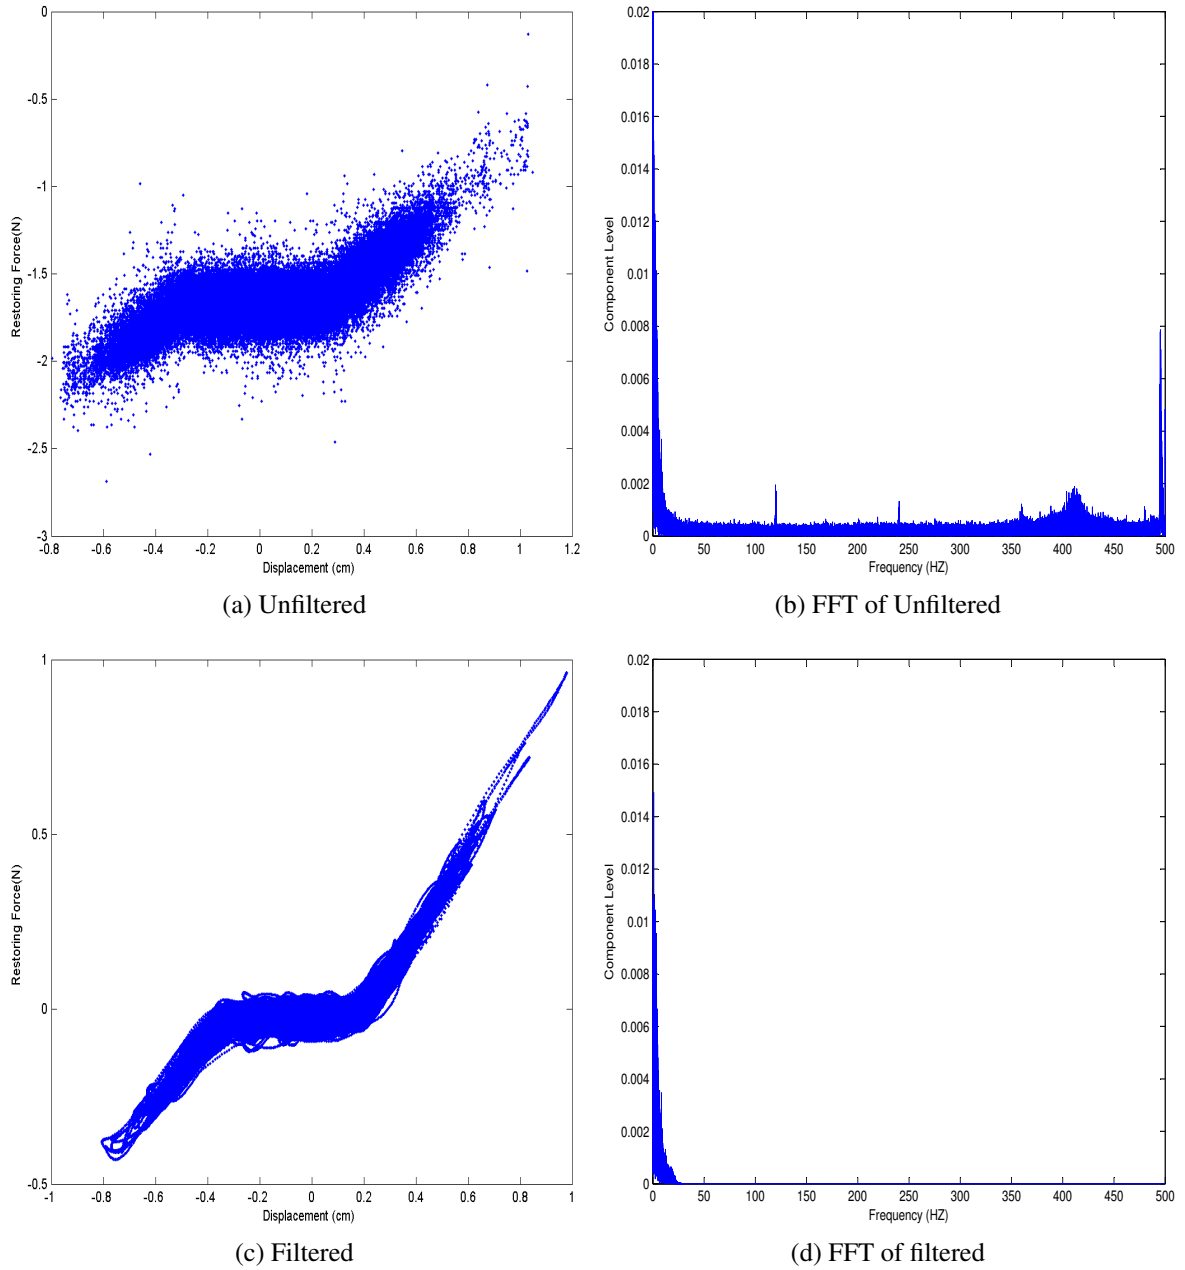 0
-0.5
-1
-1.5
-2
-2.5
-3
-0.8 -0.6 -0.4 -0.2 0 0.2 0.4 0.6 0.8 1 1.2
Restoring Force(N)
Displacement (cm)
(a) Unfiltered
0.02
0.018
0.016
0.014
0.012
0.01
0.008
0.006
0.004
0.002
0
0 50 100 150 200 250 300 350 400 450 500
Component Level
Frequency (HZ)
(b) FFT of Unfiltered
1
0.5
0
-0.5
-1 -0.8 -0.6 -0.4 -0.2 0 0.2 0.4 0.6 0.8 1
Restoring Force(N)
Displacement (cm)
(c) Filtered
0.02
0.018
0.016
0.014
0.012
0.01
0.008
0.006
0.004
0.002
0
0 50 100 150 200 250 300 350 400 450 500
Component Level
Frequency (HZ)
(d) FFT of filtered